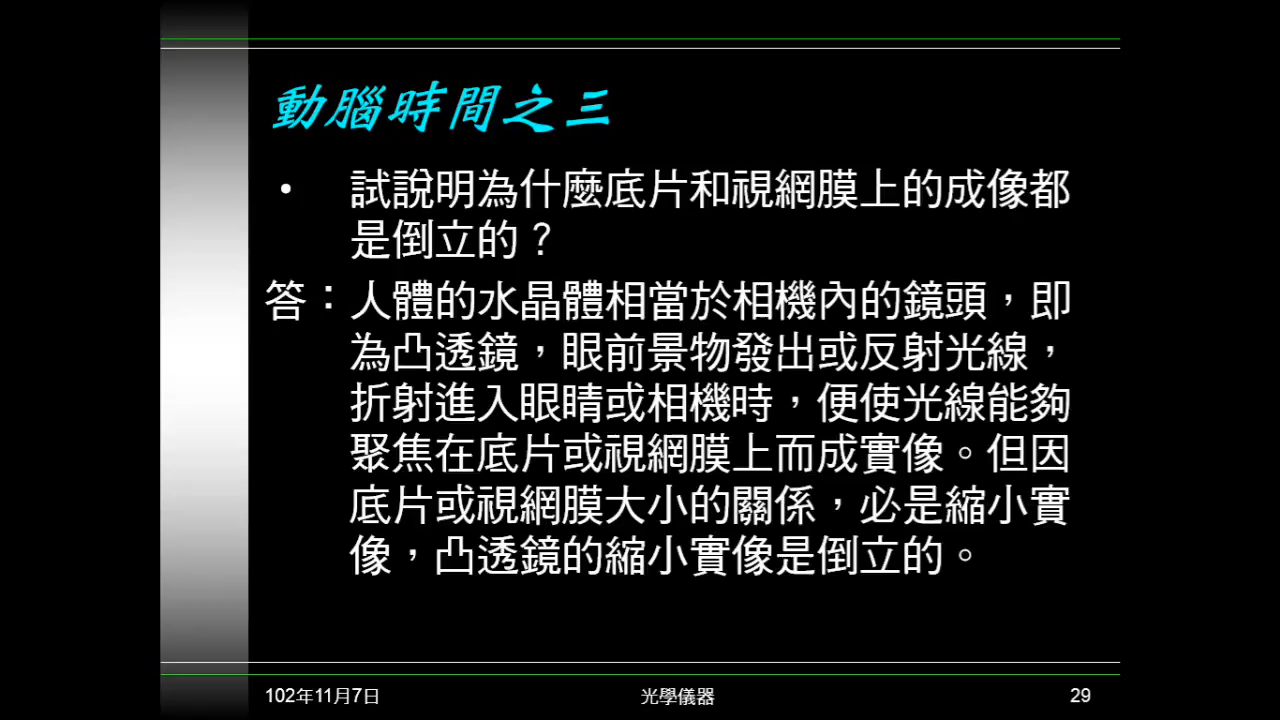 動腦時間之三
• 試說明為什麼底片和視網膜上的成像都
是倒立的？
答：人體的水晶體相當於相機內的鏡頭，即
為凸透鏡，眼前景物發出或反射光線，
折射進入眼睛或相機時，便使光線能夠
聚焦在底片或視網膜上而成實像。但因
底片或視網膜大小的關係，必是縮小實
像，凸透鏡的縮小實像是倒立的。
102年11月7日
光學儀器
29